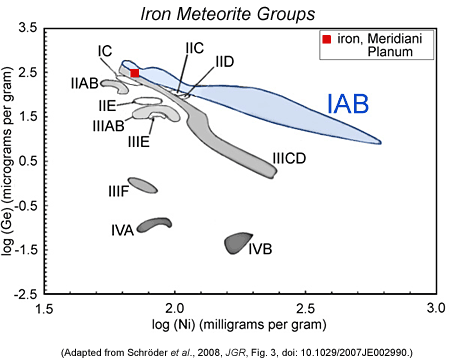 Iron Meteorite Groups
3.5
2.5
1.5
0.5
-0.5
-1.5
-2.5
log (Ge) (micrograms per gram)
iron, Meridiani
Planum
IC
IIC
IID
IIAB
IAB
IIE
IIIAB
IIIE
IIICD
IIIF
IVA
IVB
1.5
2.0
2.5
3.0
log (Ni) (milligrams per gram)
(Adapted from Schröder et al., 2008, JGR, Fig. 3, doi: 10.1029/2007JE002990.)